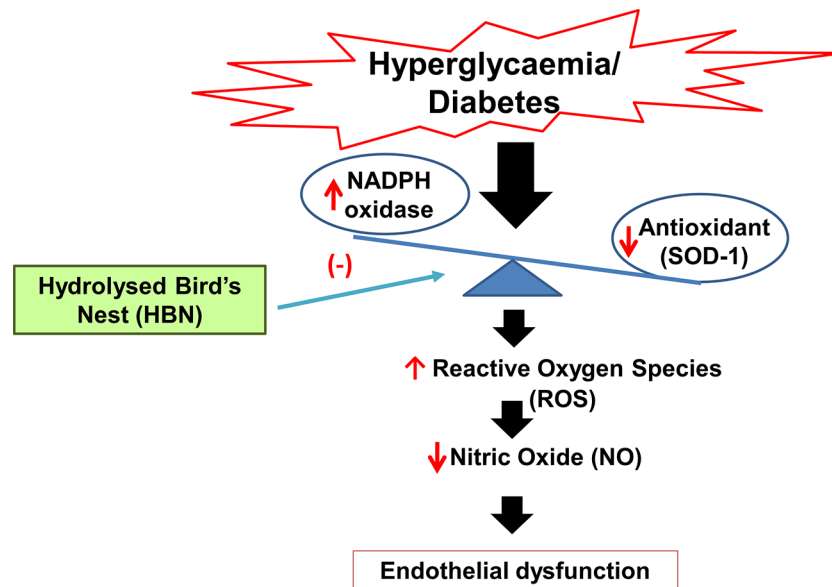 Hyperglycaemia/
Diabetes
↑ NADPH
oxidase
↓ Antioxidant
(SOD-1)
(-)
Hydrolysed Bird's
Nest (HBN)
↑ Reactive Oxygen Species
(ROS)
↓ Nitric Oxide (NO)
Endothelial dysfunction